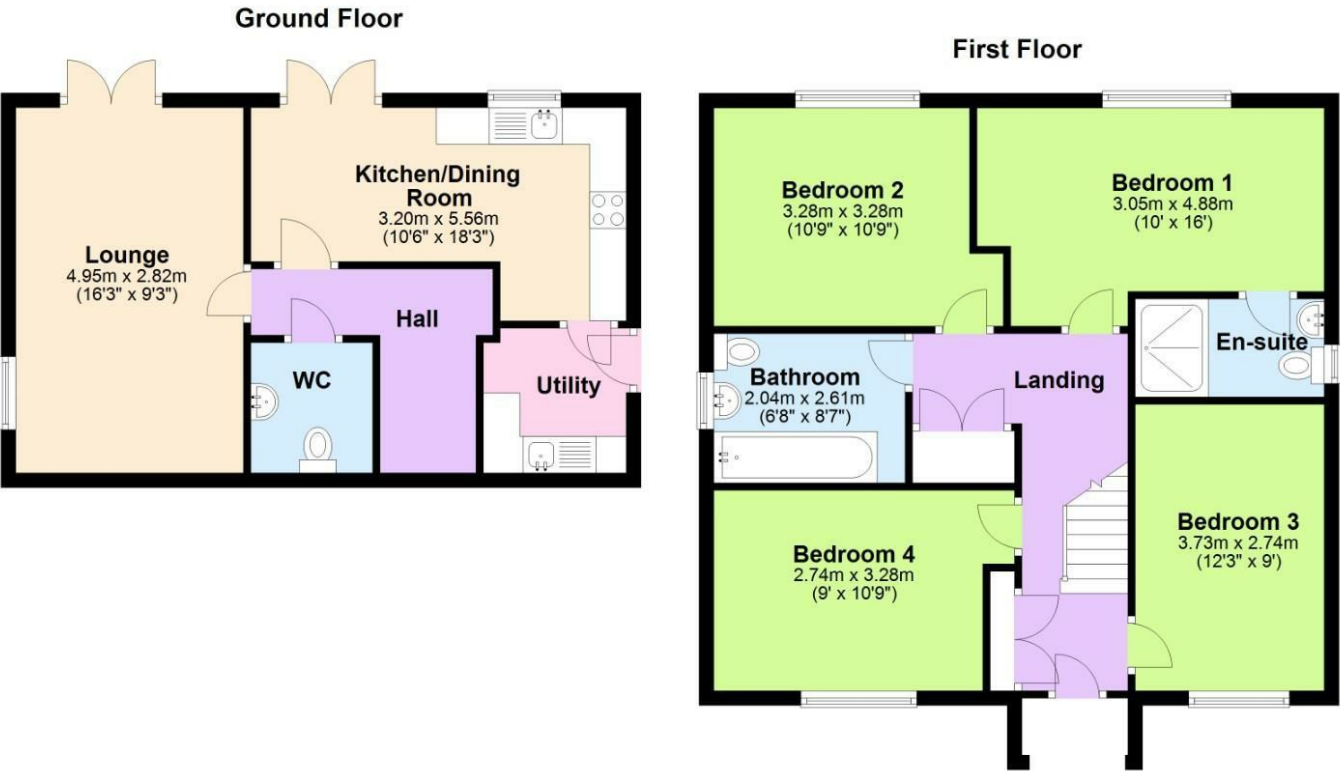 Ground Floor
Lounge
4.95m x 2.82m
(16'3" x 9'3")
Kitchen/Dining
Room
3.20m x 5.56m
(10'6" x 18'3")
Hall
WC
Utility
First Floor
Bedroom 2
3.28m x 3.28m
(10'9" x 10'9")
Bedroom 1
3.05m x 4.88m
(10' x 16')
En-suite
Bathroom
2.04m x 2.61m
(6'8" x 8'7")
Landing
Bedroom 4
2.74m x 3.28m
(9' x 10'9")
Bedroom 3
3.73m x 2.74m
(12'3" x 9')